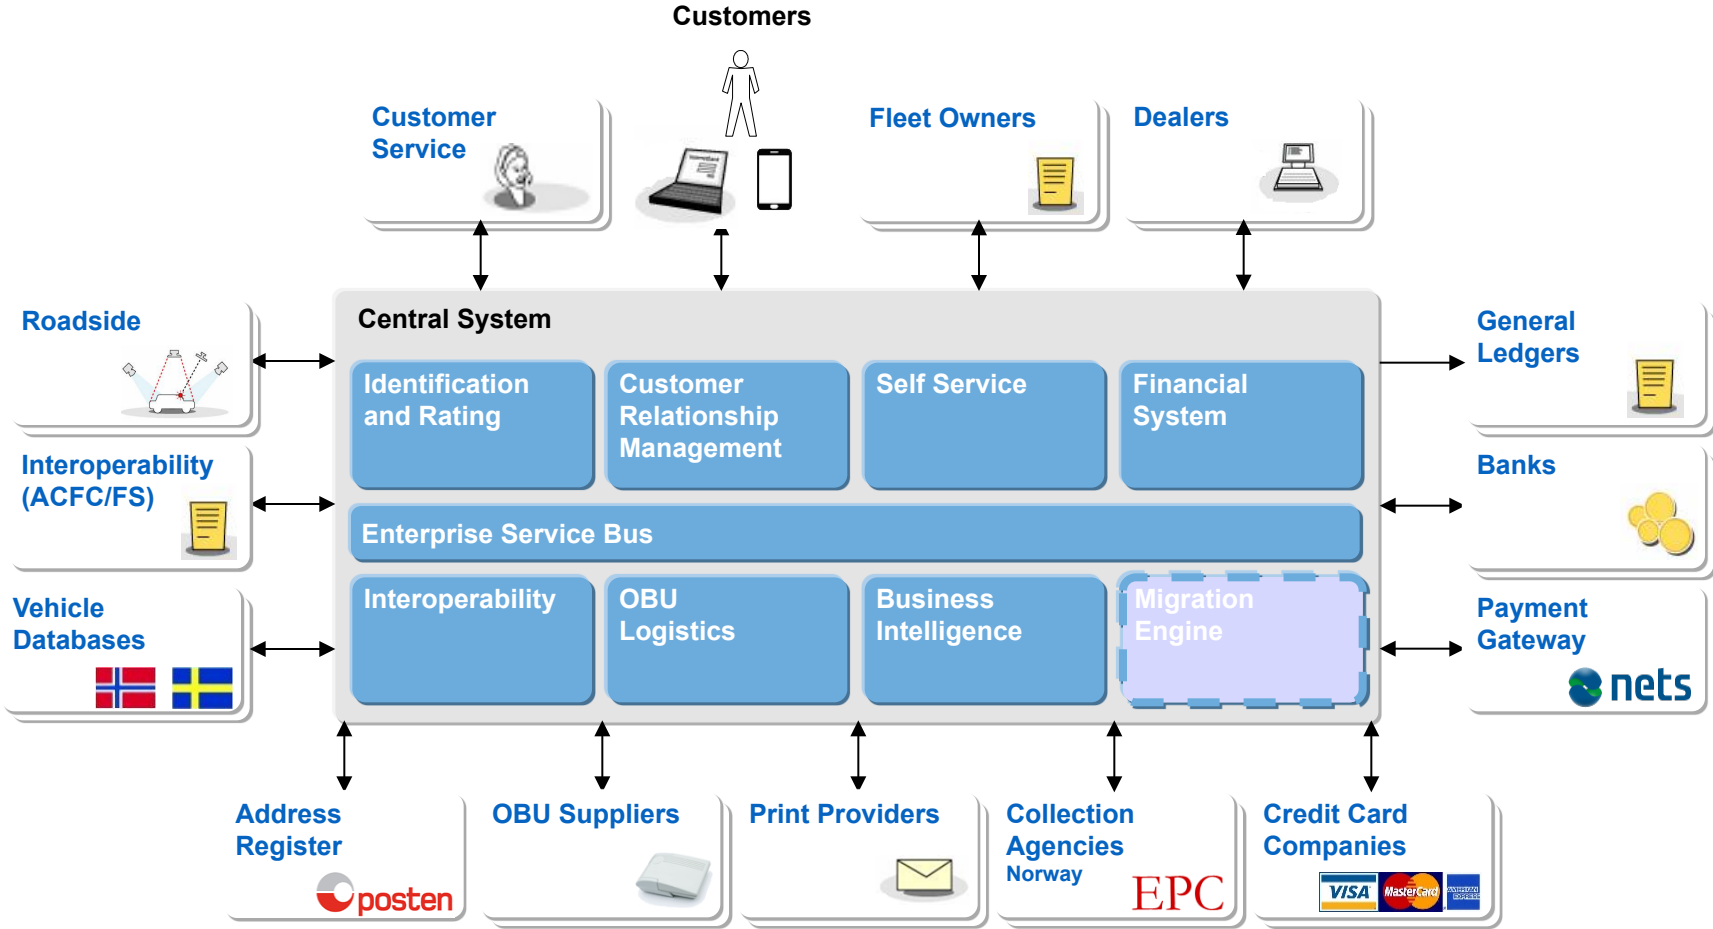 Customers
Customer
Service
Fleet Owners
Dealers
Central System
Roadside
Identification
and Rating
Customer
Relationship
Management
Self Service
Financial
System
General
Ledgers
Interoperability
(ACFC/FS)
Banks
Enterprise Service Bus
Vehicle
Databases
Interoperability
OBU
Logistics
Business
Intelligence
Migration
Engine
Payment
Gateway
nets
Address
Register
posten
OBU Suppliers
Print Providers
Collection
Agencies
Norway
EPC
Credit Card
Companies
VISA
MasterCard
AMERICAN
EXPRESS